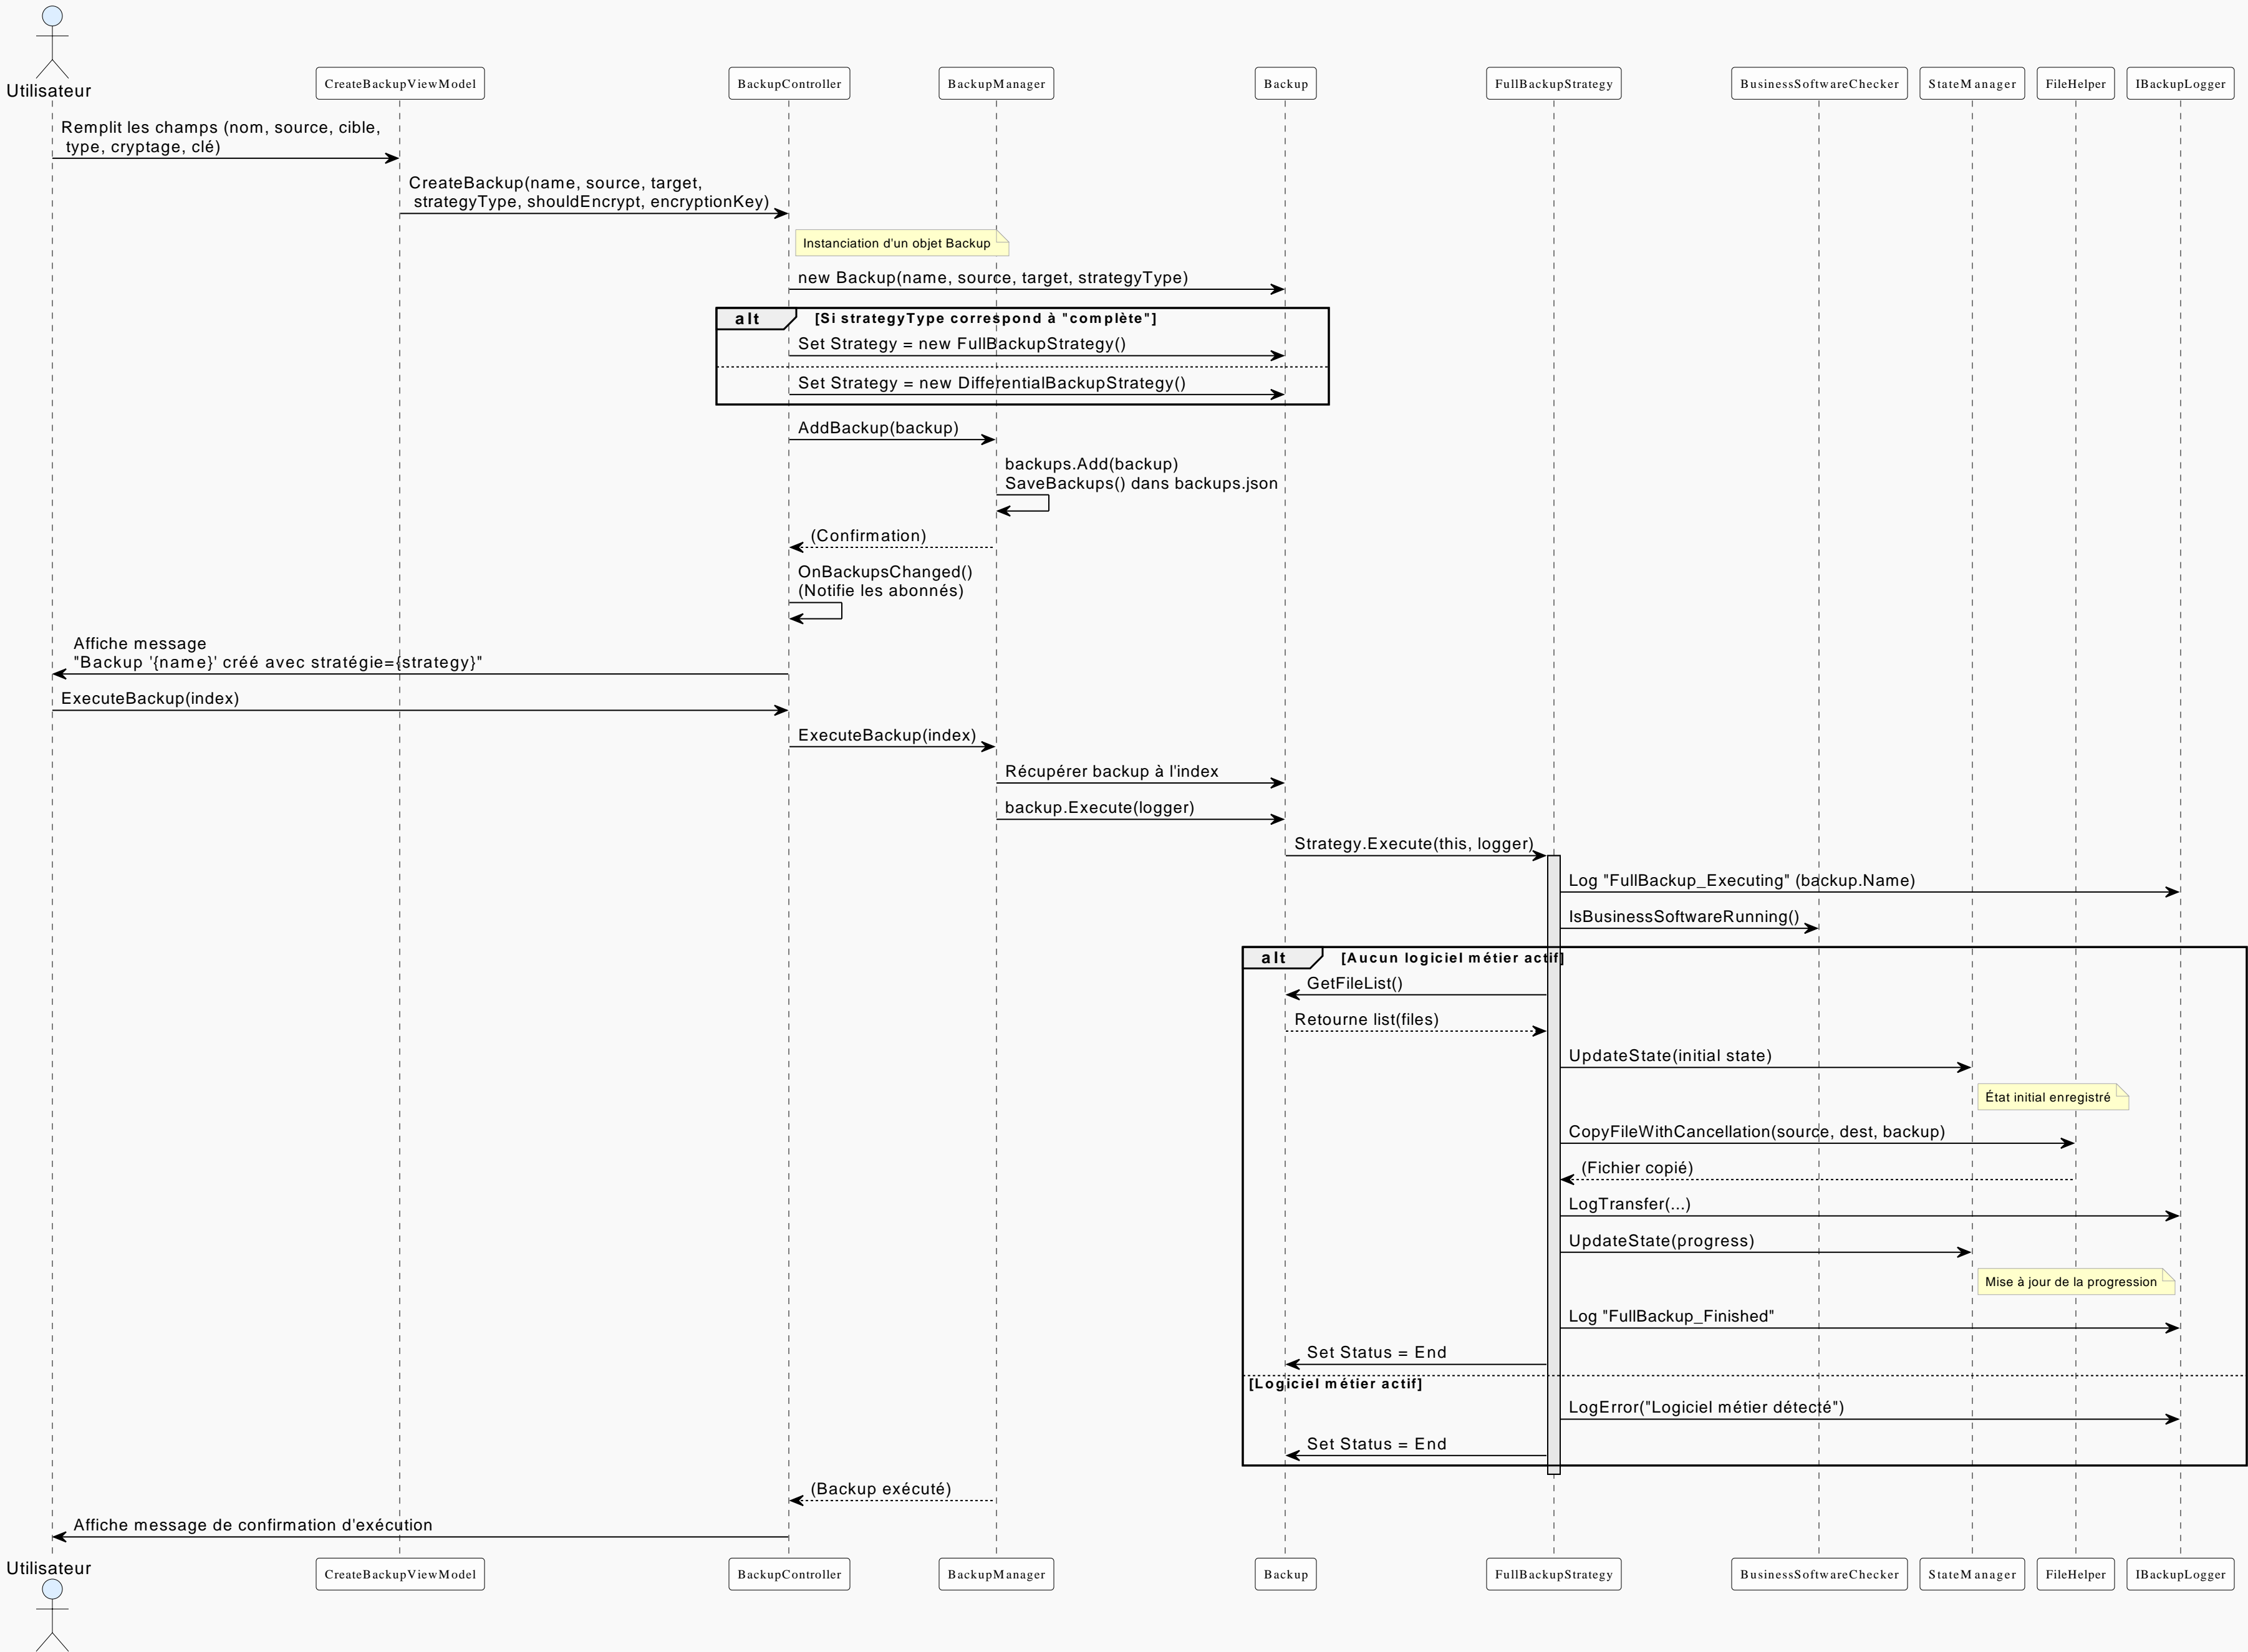 Utilisateur
CreateBackupViewModel
BackupController
BackupManager
Backup
FullBackupStrategy
BusinessSoftwareChecker
StateManager
FileHelper
IBackupLogger
Remplit les champs (nom, source, cible,
type, cryptage, clé)
CreateBackup(name, source, target,
strategyType, shouldEncrypt, encryptionKey)
Instanciation d'un objet Backup
new Backup(name, source, target, strategyType)
alt [Si strategyType correspond à "complète"]
Set Strategy = new FullBackupStrategy()
Set Strategy = new DifferentialBackupStrategy()
AddBackup(backup)
backups.Add(backup)
SaveBackups() dans backups.json
(Confirmation)
OnBackupsChanged()
(Notifie les abonnés)
Affiche message
"Backup '{name}' créé avec stratégie={strategy}"
ExecuteBackup(index)
ExecuteBackup(index)
Récupérer backup à l'index
backup.Execute(logger)
Strategy.Execute(this, logger)
Log "FullBackup_Executing" (backup.Name)
IsBusinessSoftwareRunning()
alt [Aucun logiciel métier actif]
GetFileList()
Retourne list(files)
UpdateState(initial state)
État initial enregistré
CopyFileWithCancellation(source, dest, backup)
(Fichier copié)
LogTransfer(...)
UpdateState(progress)
Mise à jour de la progression
Log "FullBackup_Finished"
Set Status = End
[Logiciel métier actif]
LogError("Logiciel métier détecté")
Set Status = End
(Backup exécuté)
Affiche message de confirmation d'exécution
Utilisateur
CreateBackupViewModel
BackupController
BackupManager
Backup
FullBackupStrategy
BusinessSoftwareChecker
StateManager
FileHelper
IBackupLogger